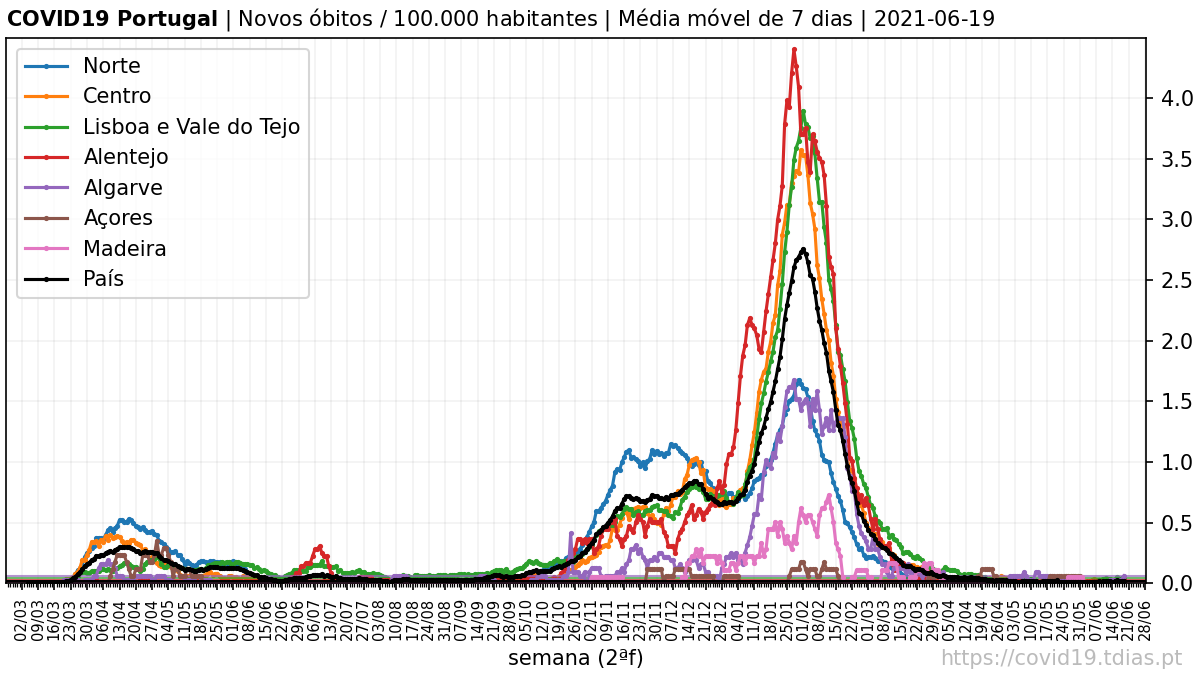 COVID19 Portugal | Novos óbitos / 100.000 habitantes | Média móvel de 7 dias | 2021-06-19
Norte
Centro
Lisboa e Vale do Tejo
Alentejo
Algarve
Açores
Madeira
País
4.0
3.5
3.0
2.5
2.0
1.5
1.0
0.5
0.0
02/03 09/03 16/03 23/03 30/03 06/04 13/04 20/04 27/04 04/05 11/05 18/05 25/05 01/06 08/06 15/06 22/06 29/06 06/07 13/07 20/07 27/07 03/08 10/08 17/08 24/08 31/08 07/09 14/09 21/09 28/09 05/10 12/10 19/10 26/10 02/11 09/11 16/11 23/11 30/11 07/12 14/12 21/12 28/12 04/01 11/01 18/01 25/01 01/02 08/02 15/02 22/02 01/03 08/03 15/03 22/03 29/03 05/04 12/04 19/04 26/04 03/05 10/05 17/05 24/05 31/05 07/06 14/06 21/06 28/06
semana (2ªf)
https://covid19.tdias.pt